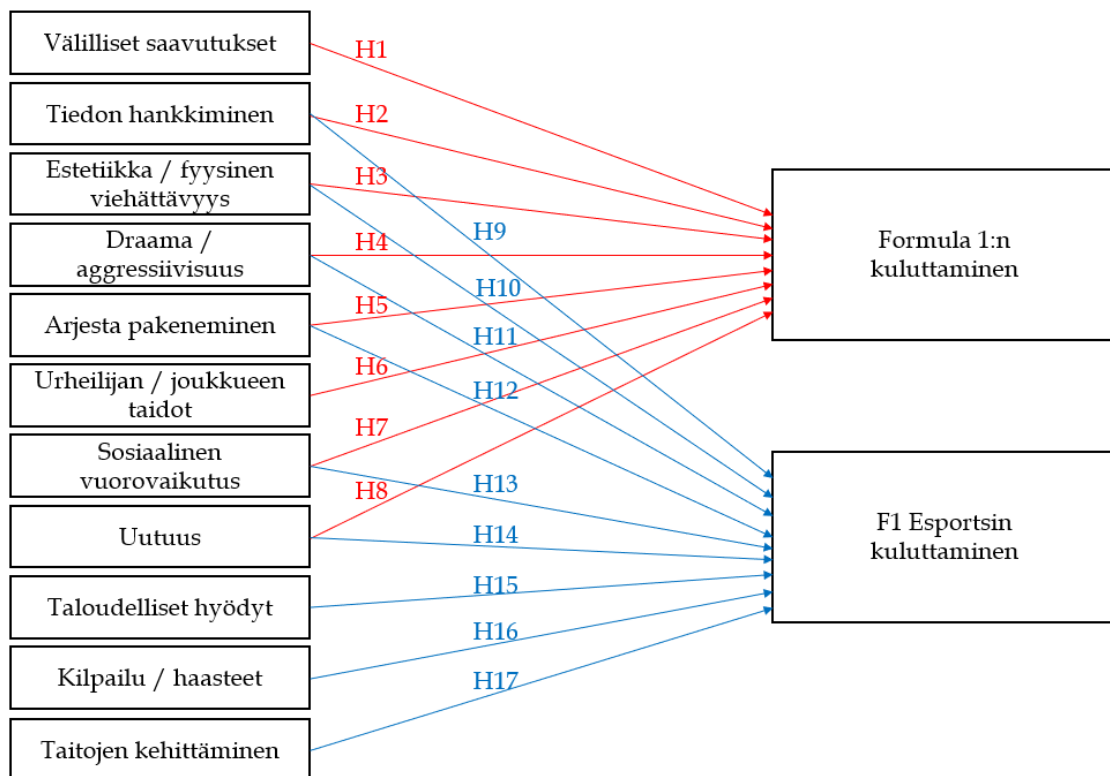 Välilliset saavutukset
Tiedon hankkiminen
Estetiikka / fyysinen
viehättävyys
Draama /
aggressiivisuus
Arjesta pakeneminen
Urheilijan / joukkueen
taidot
Sosiaalinen
vuorovaikutus
Uutuus
Taloudelliset hyödyt
Kilpailu / haasteet
Taitojen kehittäminen
H1
H2
H3
H4
H5
H6
H7
H8
H9
H10
H11
H12
H13
H14
H15
H16
H17
Formula 1:n
kuluttaminen
F1 Esportsin
kuluttaminen